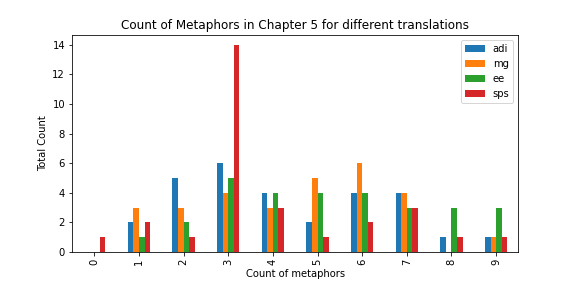 Count of Metaphors in Chapter 5 for different translations
Total Count
14
12
10
8
6
4
2
0
adi
mg
ee
sps
0 1 2 3 4 5 6 7 8 9
Count of metaphors